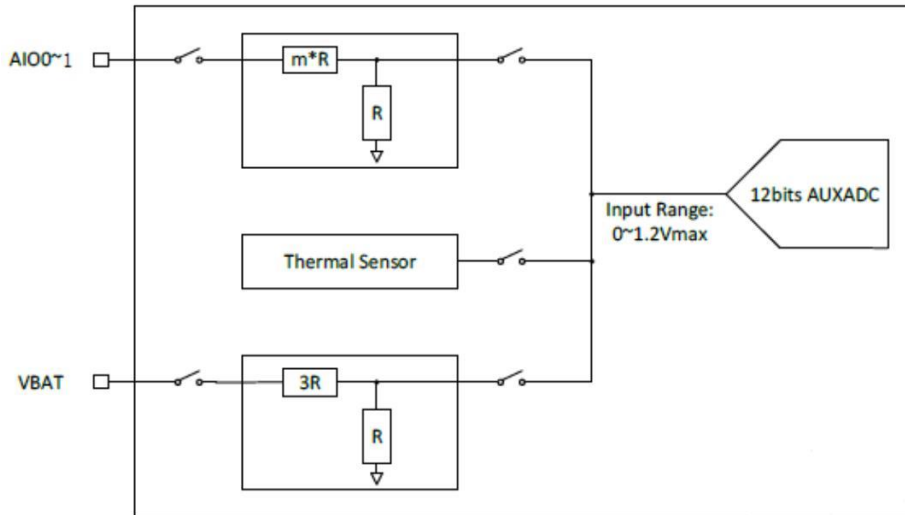 AIO0~1
m*R
R
12bits AUXADC
Input Range:
0~1.2Vmax
Thermal Sensor
VBAT
3R
R